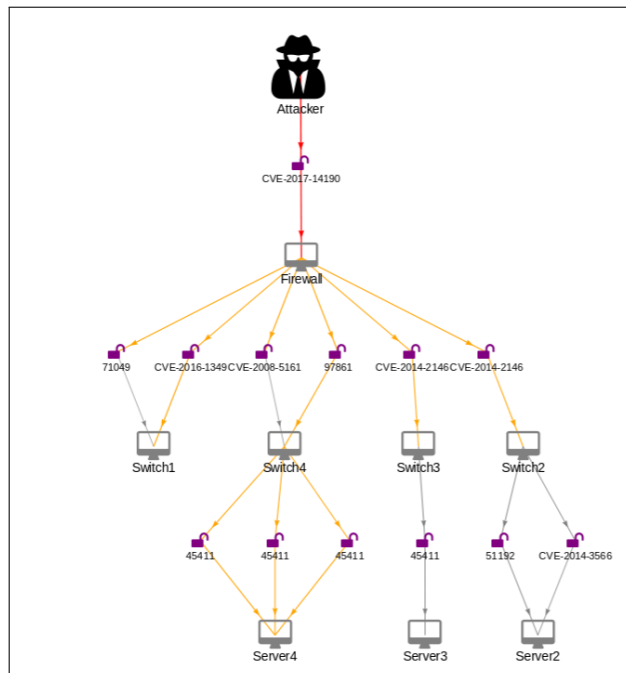 Attacker
CVE-2017-14190
Firewall
71049 CVE-2016-1349 CVE-2008-5161 97861 CVE-2014-2146 CVE-2014-2146
Switch1 Switch4 Switch3 Switch2
45411 45411 45411 45411 51192 CVE-2014-3566
Server4 Server3 Server2